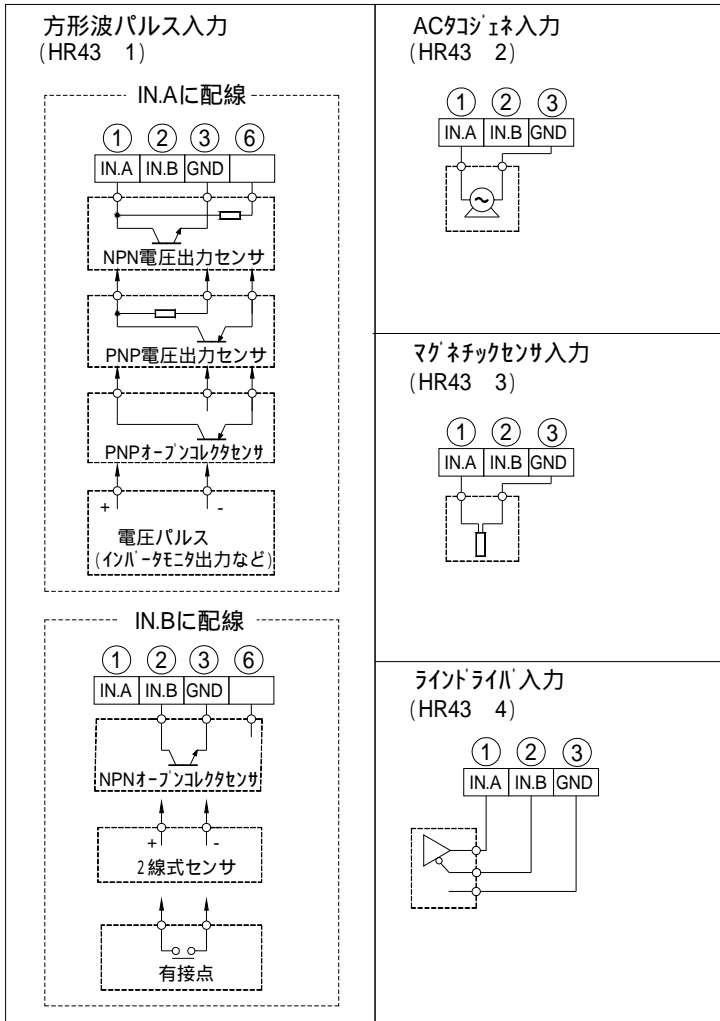 方形波パルス入力
(HR43 1)
IN.Aに配線
① ② ③ ⑥
IN.A IN.B GND
NPN電圧出力センサ
PNP電圧出力センサ
PNPオープンコレクタセンサ
+ -
電圧パルス
(インバータモニタ出力など)
IN.Bに配線
① ② ③ ⑥
IN.A IN.B GND
NPNオープンコレクタセンサ
+ -
2線式センサ
有接点
ACタコジェネ入力
(HR43 2)
① ② ③
IN.A IN.B GND
マグネチックセンサ入力
(HR43 3)
① ② ③
IN.A IN.B GND
ラインドライバ入力
(HR43 4)
① ② ③
IN.A IN.B GND